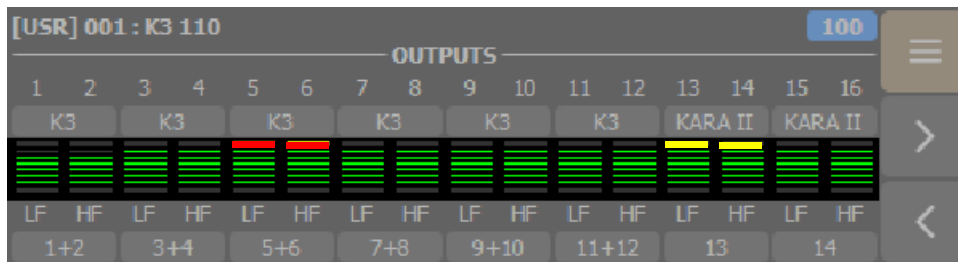 [USR] 001 : K3 110 100
OUTPUTS
1 2 3 4 5 6 7 8 9 10 11 12 13 14 15 16
K3 K3 K3 K3 K3 K3 KARA II KARA II
LF HF LF HF LF HF LF HF LF HF LF HF LF HF LF HF
1+2 3+4 5+6 7+8 9+10 11+12 13 14